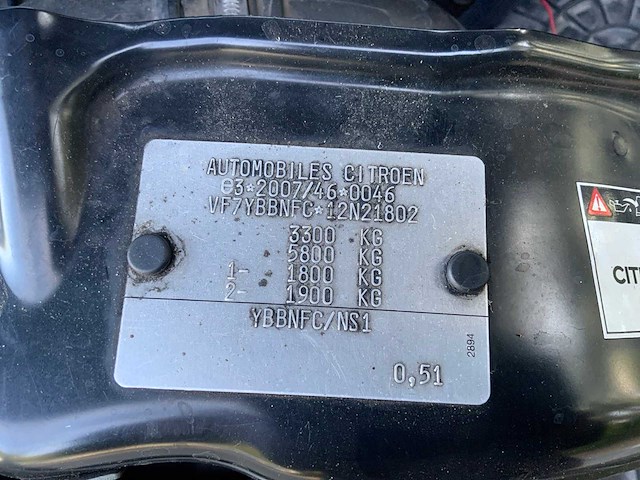 AUTOMOBILES CITROEN
e3*2007/46*0046
VF7YBBNFC*12N21802
3300 KG
5800 KG
1- 1800 KG
2- 1900 KG
YBBNFC/NS1
2894
0,51
CIT